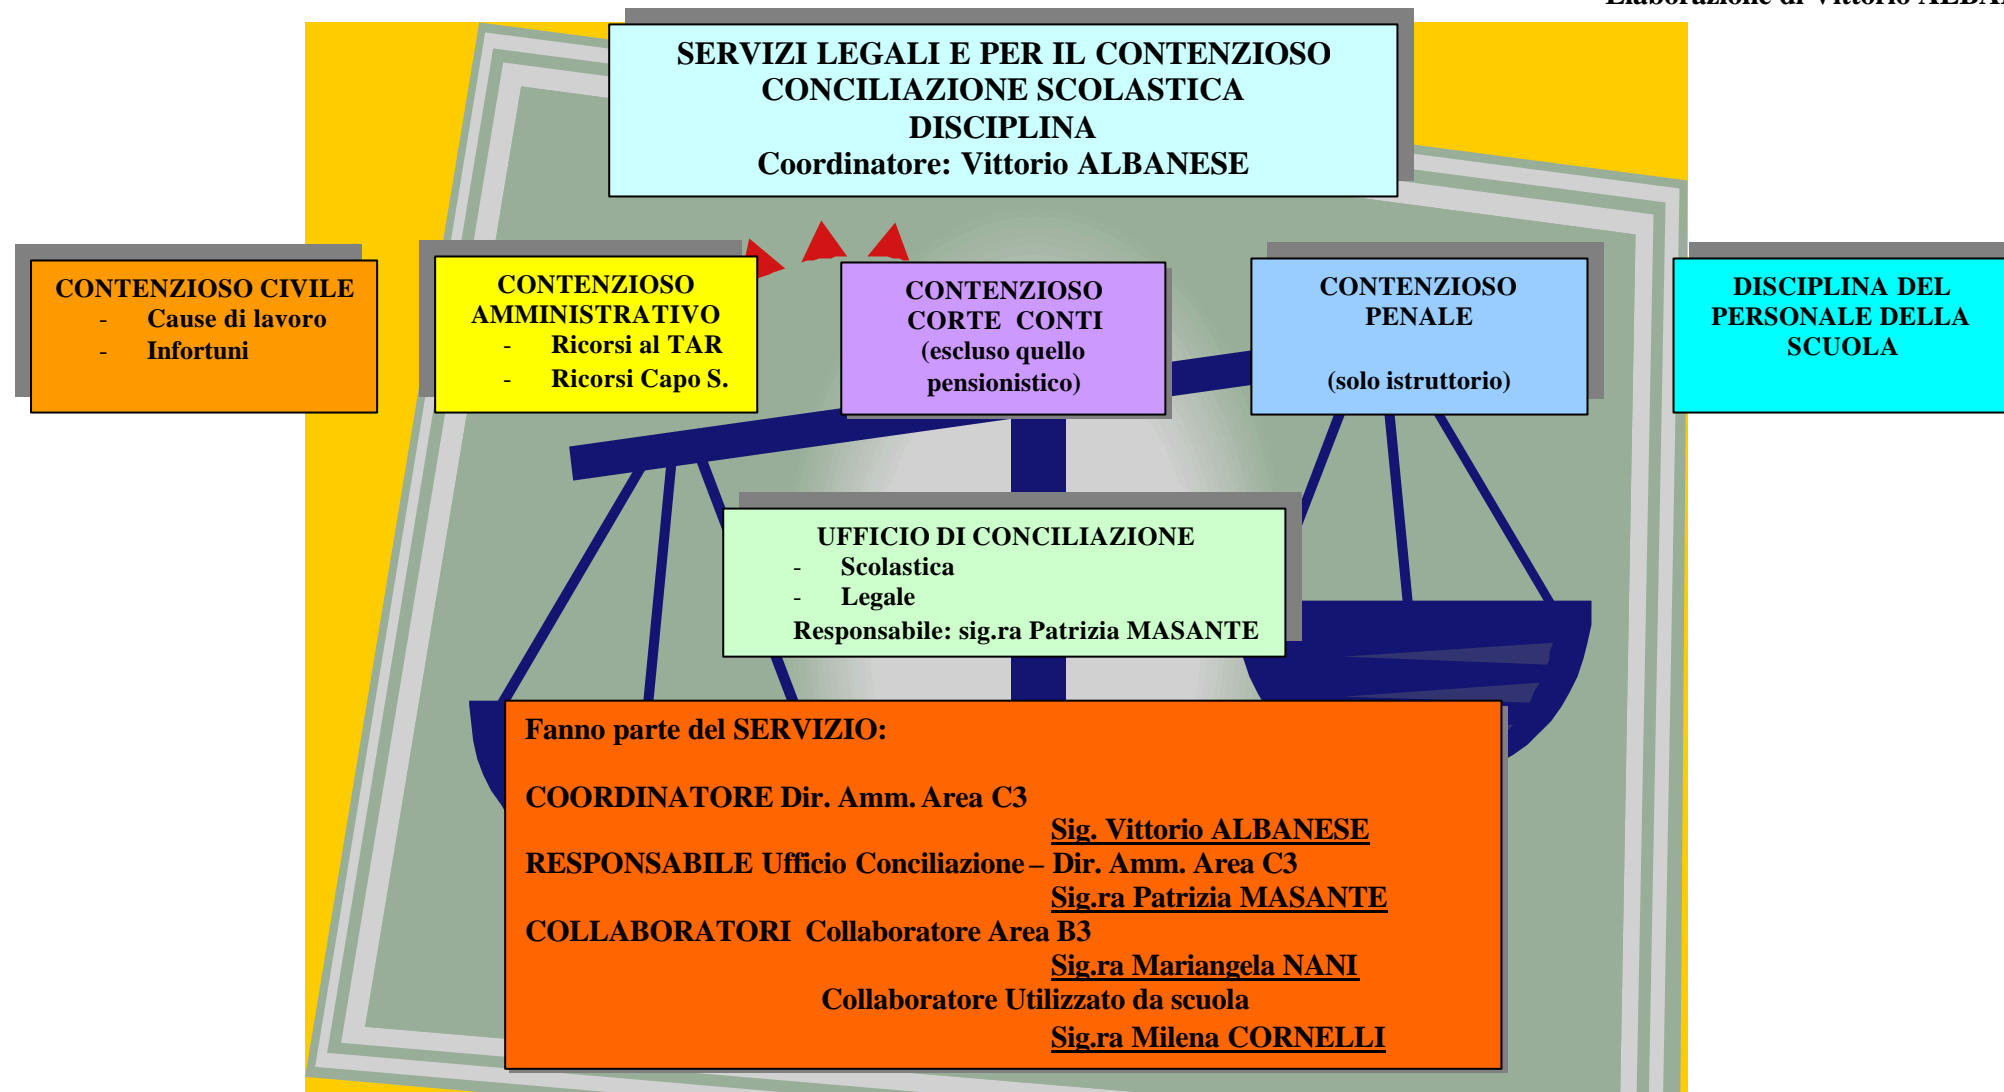 Elaborazione di Vittorio
SERVIZI LEGALI E PER IL CONTENZIOSO
CONCILIAZIONE SCOLASTICA
DISCIPLINA
Coordinatore: Vittorio ALBANESE
CONTENZIOSO CIVILE
- Cause di lavoro
- Infortuni
CONTENZIOSO
AMMINISTRATIVO
- Ricorsi al TAR
- Ricorsi Capo S.
CONTENZIOSO
CORTE CONTI
(escluso quello
pensionistico)
CONTENZIOSO
PENALE
(solo istruttorio)
DISCIPLINA DEL
PERSONALE DELLA
SCUOLA
UFFICIO DI CONCILIAZIONE
- Scolastica
- Legale
Responsabile: sig.ra Patrizia MASANTE
Fanno parte del SERVIZIO:
COORDINATORE Dir. Amm. Area C3
Sig. Vittorio ALBANESE
RESPONSABILE Ufficio Conciliazione – Dir. Amm. Area C3
Sig.ra Patrizia MASANTE
COLLABORATORI Collaboratore Area B3
Sig.ra Mariangela NANI
Collaboratore Utilizzato da scuola
Sig.ra Milena CORNELLI